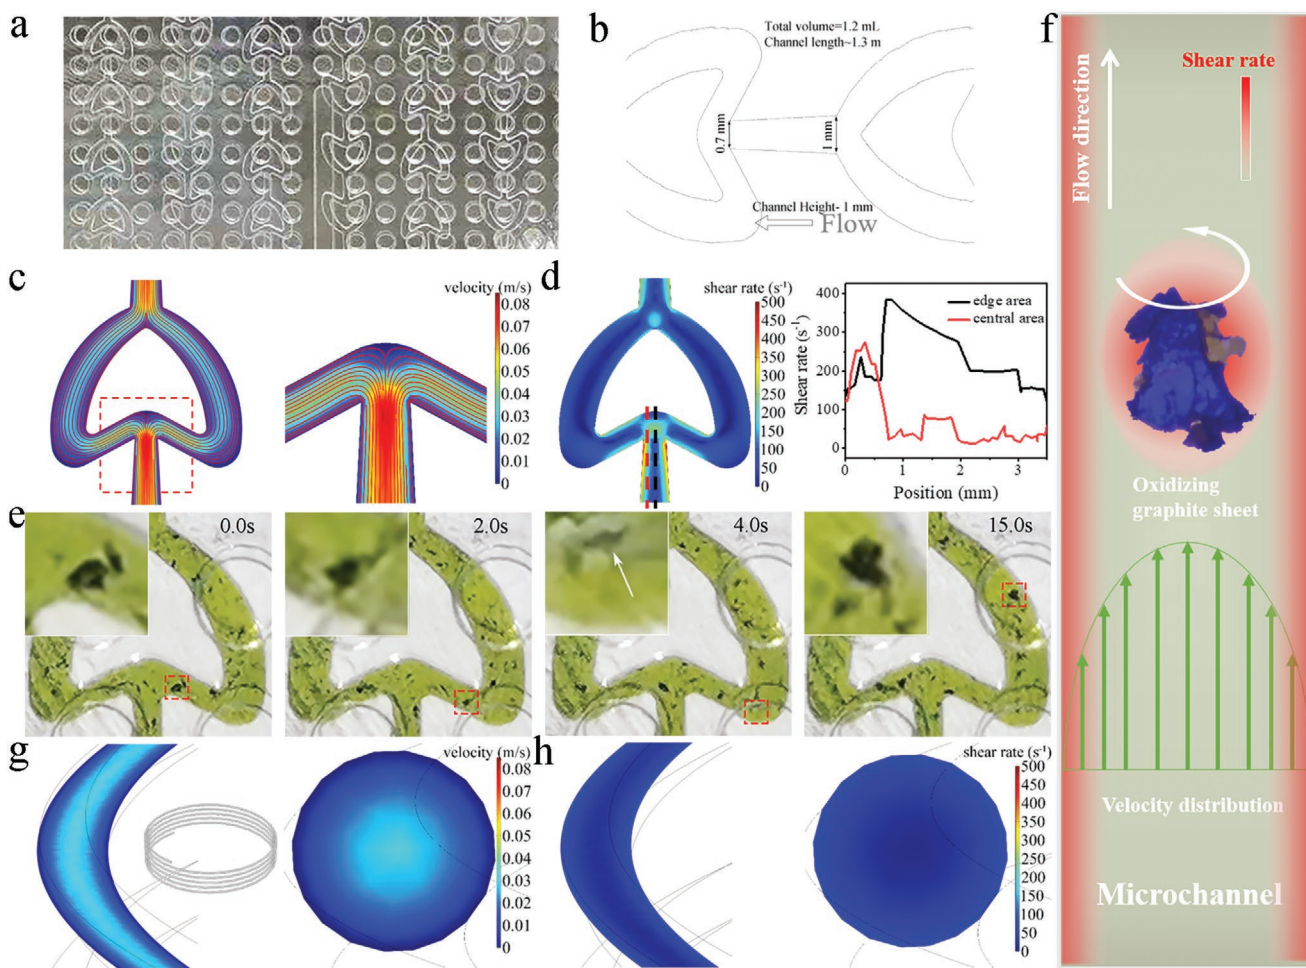 a
b
Total volume=1.2 mL
Channel length~1.3 m
0.7 mm
1 mm
Channel Height- 1 mm
Flow
c
velocity (m/s)
0.08
0.07
0.06
0.05
0.04
0.03
0.02
0.01
0
d
shear rate (s⁻¹)
500
450
400
350
300
250
200
150
100
50
0
edge area
central area
Shear rate (s⁻¹)
400
300
200
100
0
0
1
2
3
Position (mm)
e
0.0s
2.0s
4.0s
15.0s
f
Flow direction
Shear rate
Oxidizing
graphite sheet
Velocity distribution
Microchannel
g
velocity (m/s)
0.08
0.07
0.06
0.05
0.04
0.03
0.02
0.01
0
h
shear rate (s⁻¹)
500
450
400
350
300
250
200
150
100
50
0